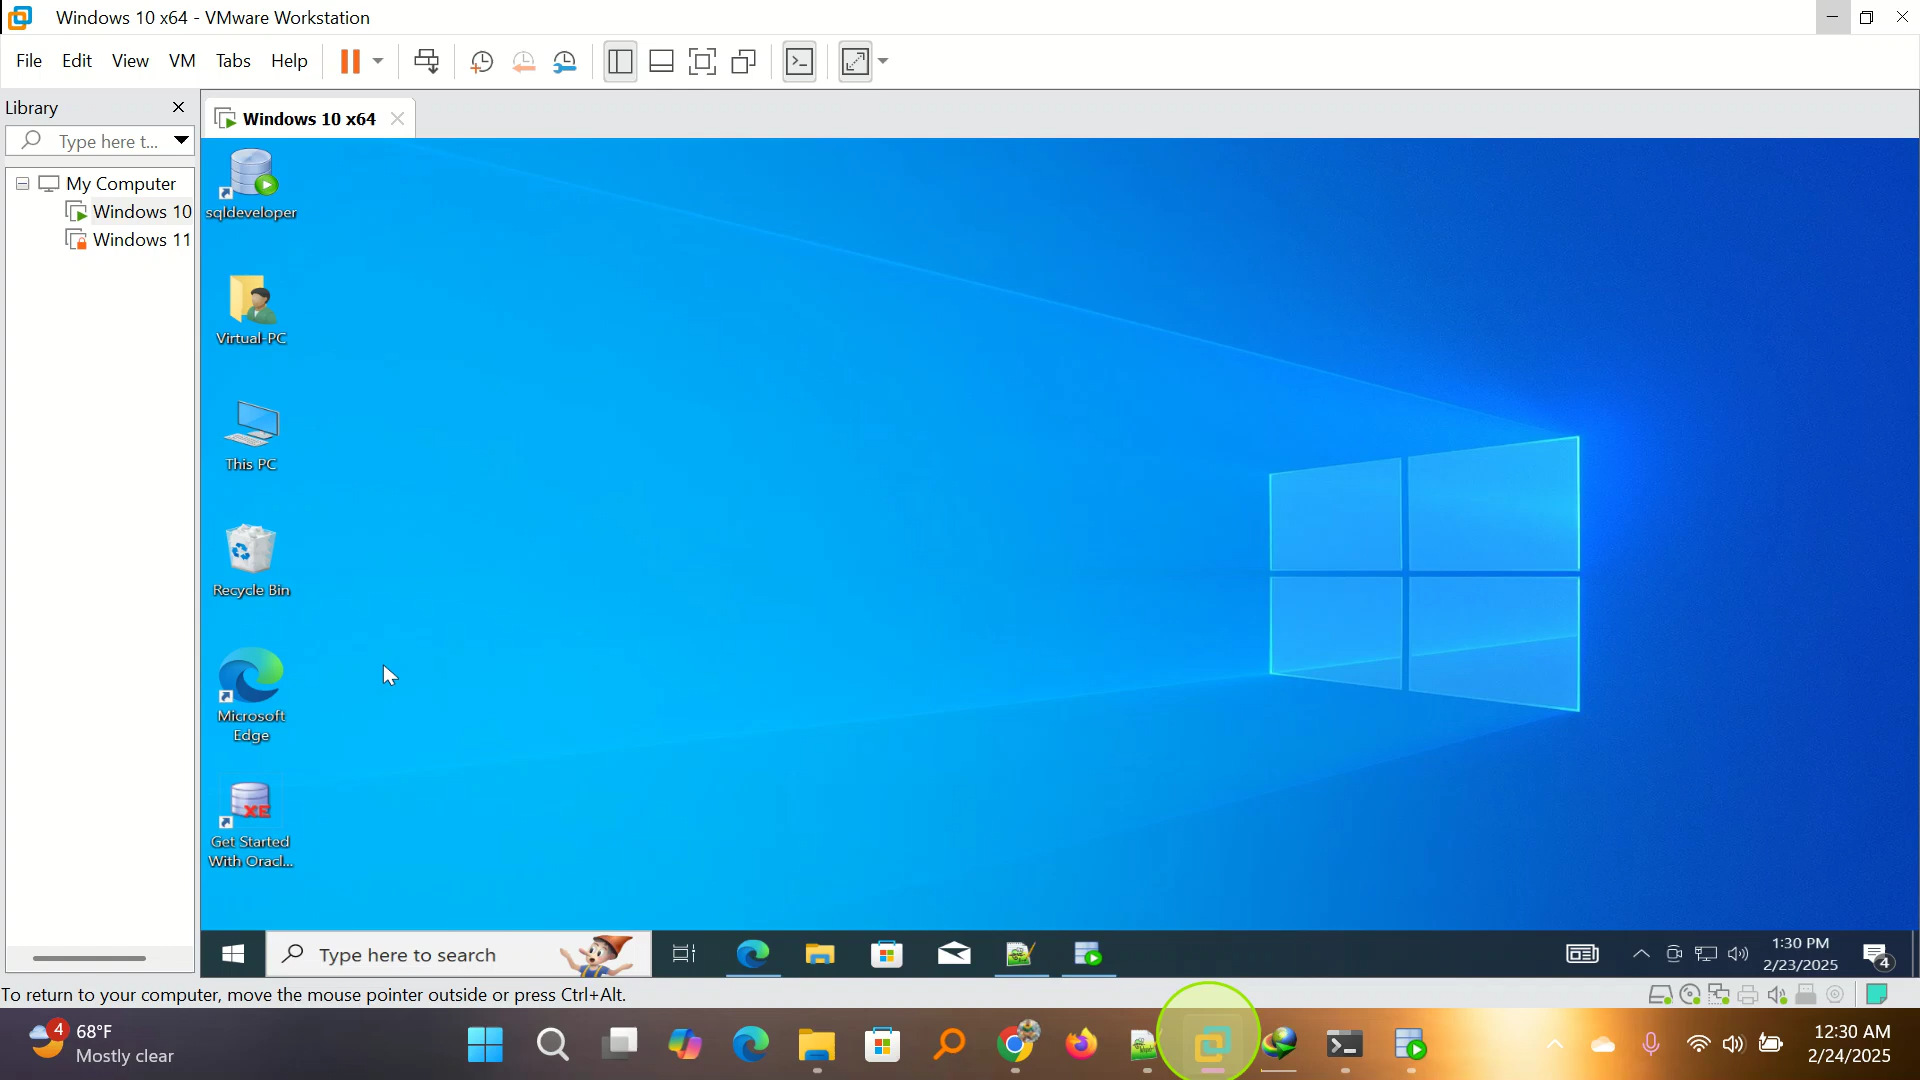 Windows 10 x64 - VMware Workstation
File Edit View VM Tabs Help
Library
Type here t...
My Computer
Windows 10
Windows 11
Windows 10 x64
sqldeveloper
Virtual-PC
This PC
Recycle Bin
Microsoft
Edge
XE
Get Started
With Oracl...
Type here to search
1:30 PM
2/23/2025
4
To return to your computer, move the mouse pointer outside or press Ctrl+Alt.
4
68°F
Mostly clear
12:30 AM
2/24/2025